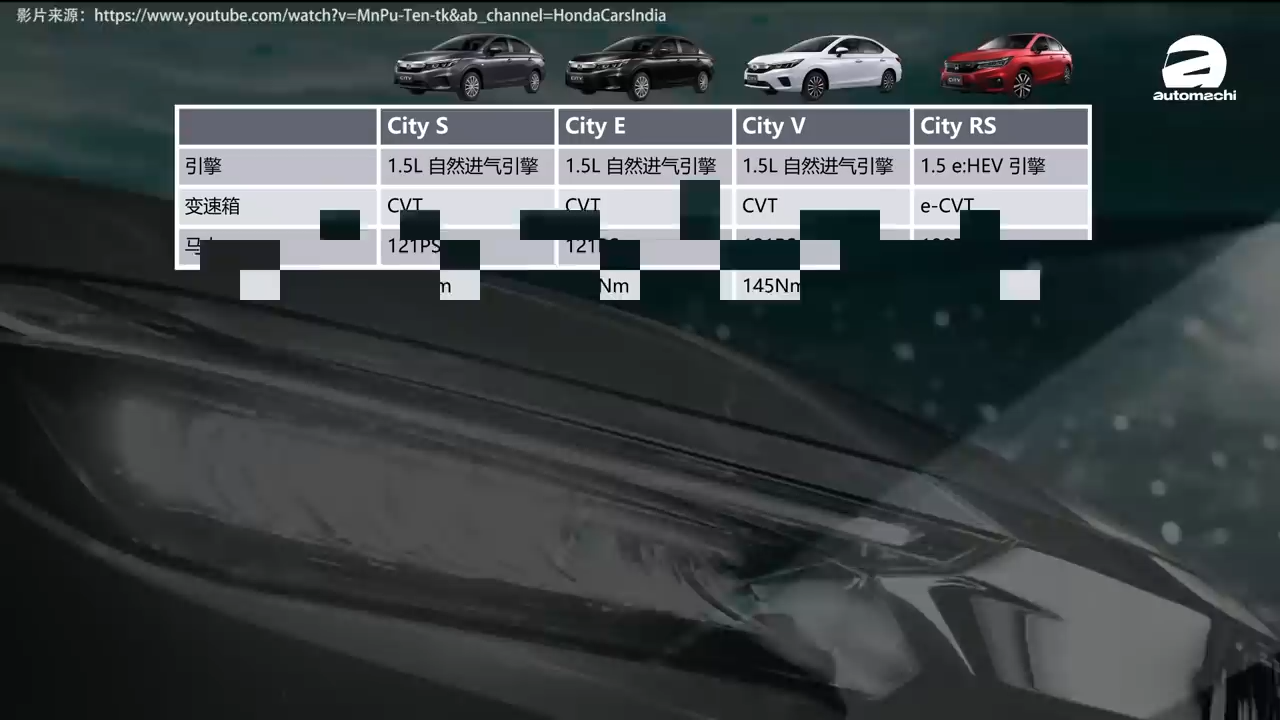 影片来源：https://www.youtube.com/watch?v=MnPu-Ten-tk&ab_channel=HondaCarsIndia
automachi
City S City E City V City RS
引擎 1.5L 自然进气引擎 1.5L 自然进气引擎 1.5L 自然进气引擎 1.5 e:HEV 引擎
变速箱 CVT CVT CVT e-CVT
马 121PS 121
145Nm